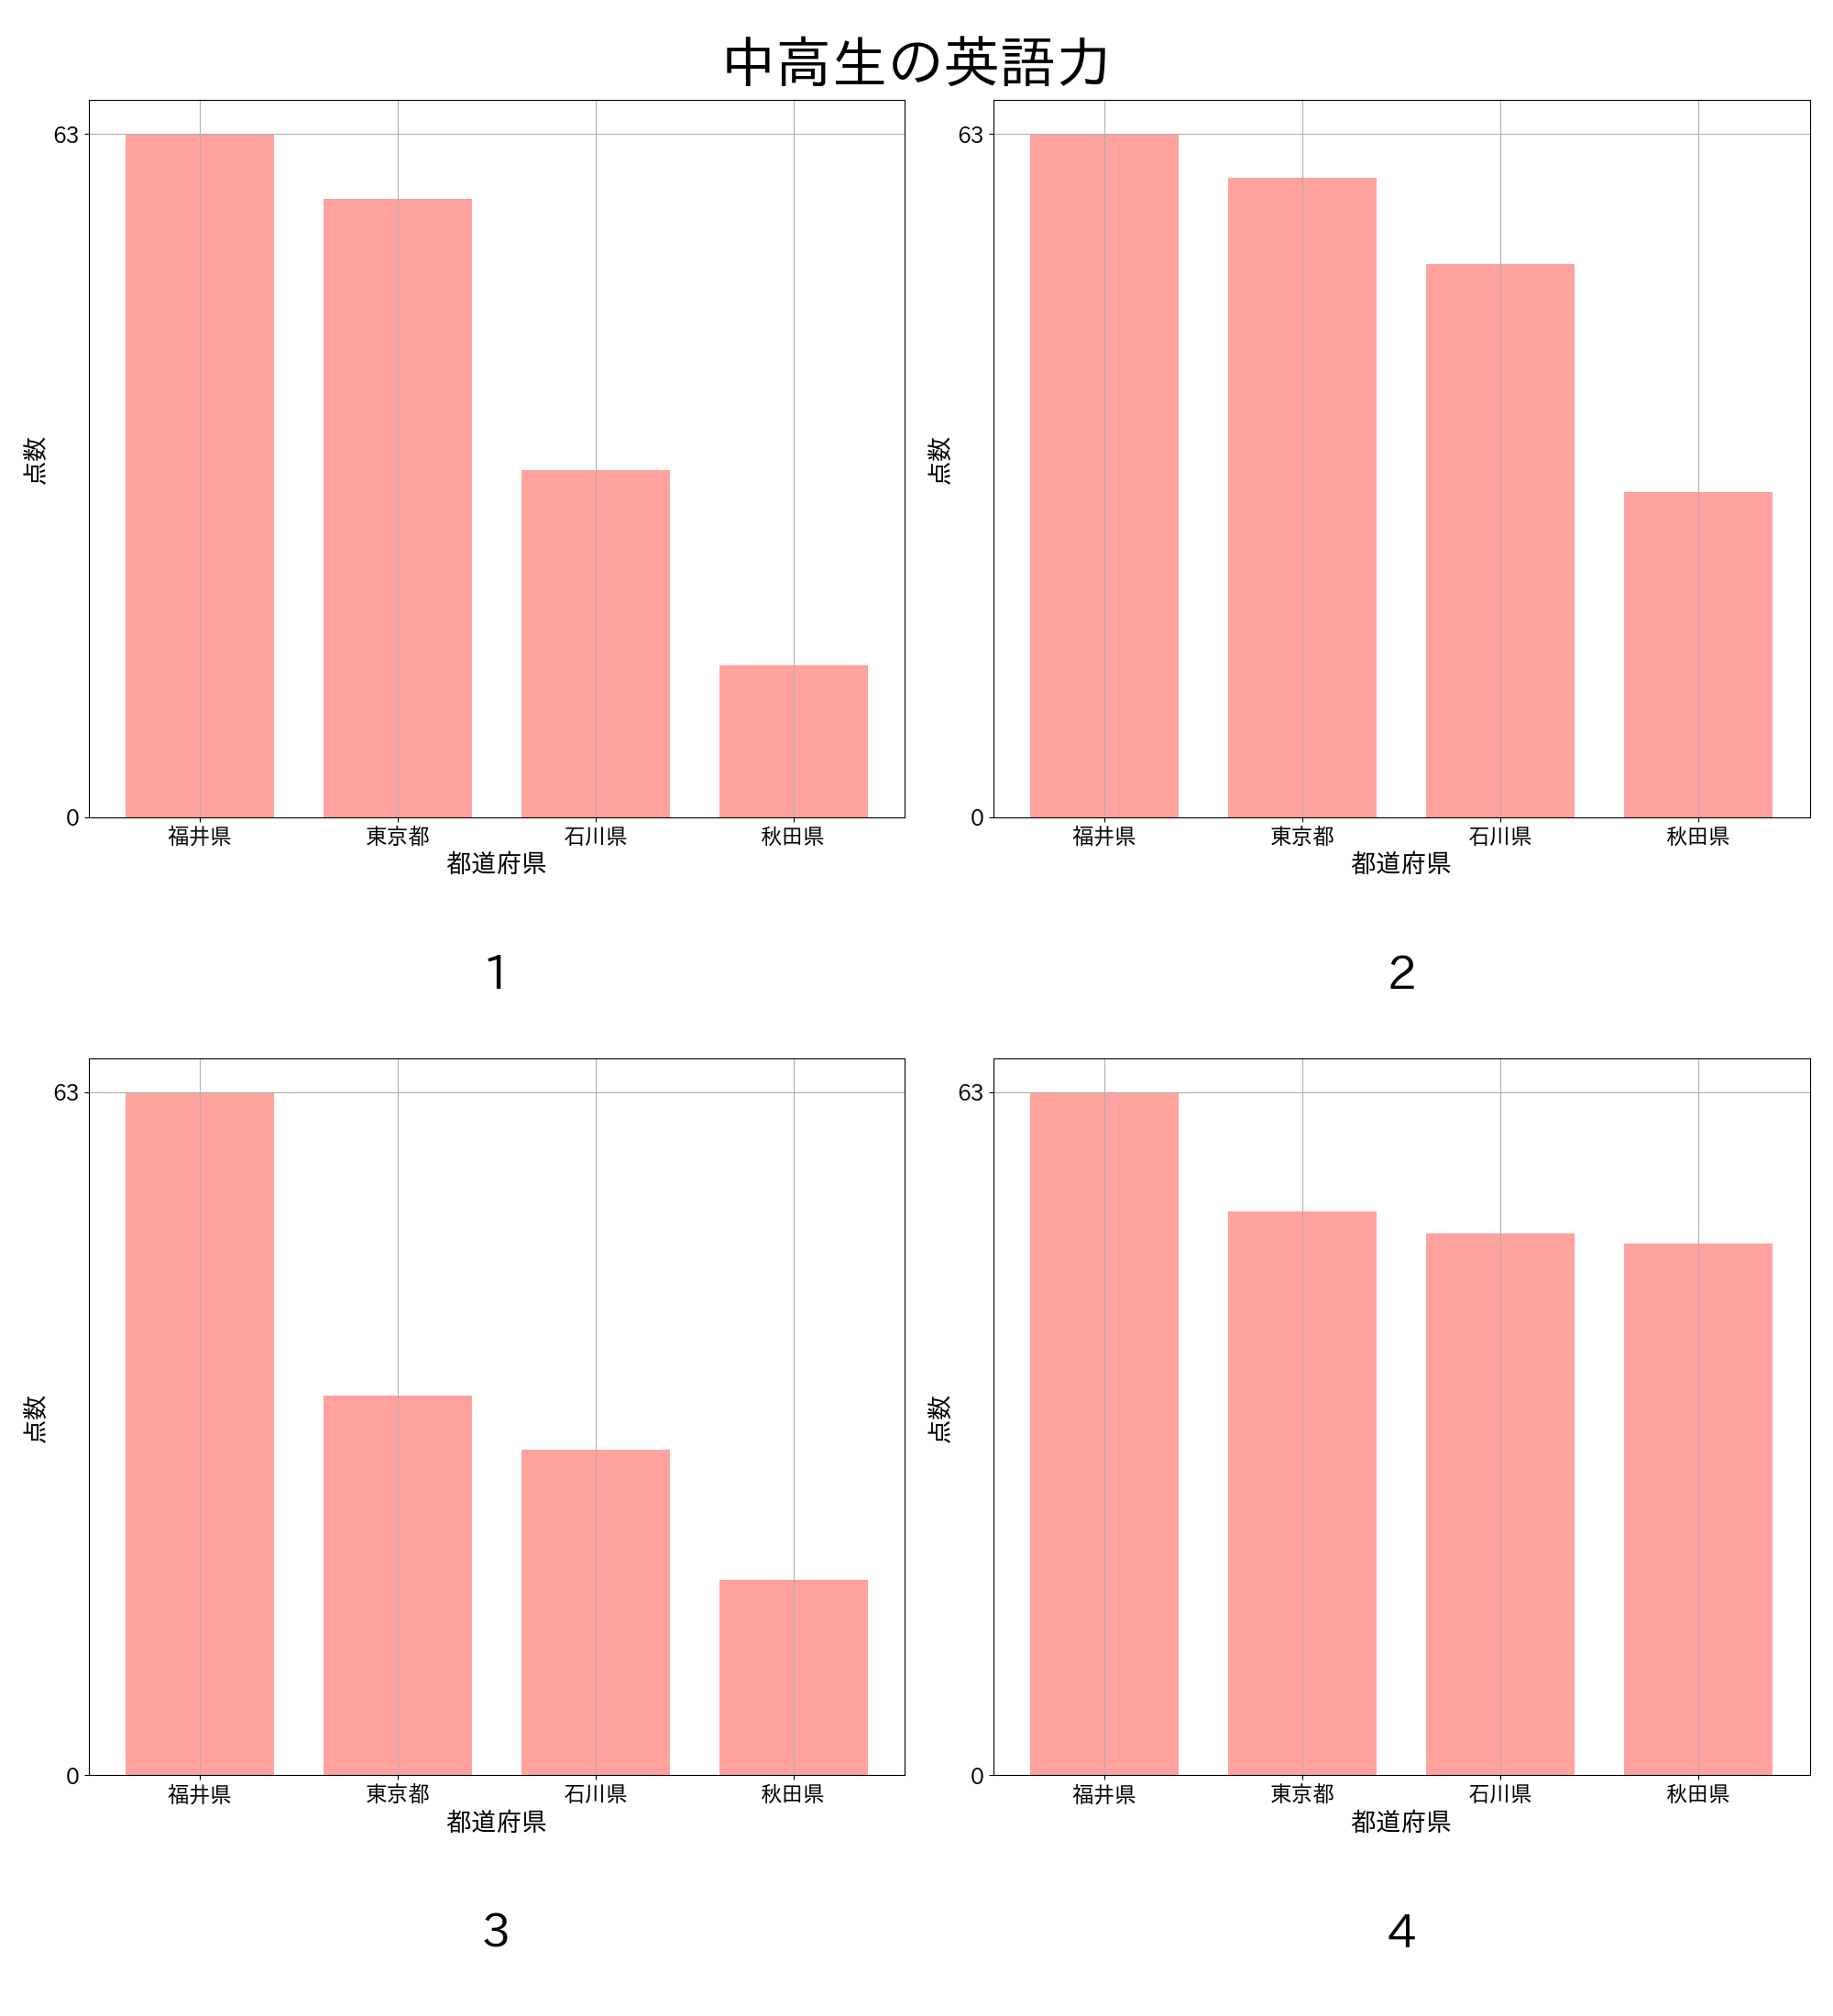 中高生の英語力
63
0
点数
福井県 東京都 石川県 秋田県
都道府県
1
63
0
点数
福井県 東京都 石川県 秋田県
都道府県
2
63
0
点数
福井県 東京都 石川県 秋田県
都道府県
3
63
0
点数
福井県 東京都 石川県 秋田県
都道府県
4